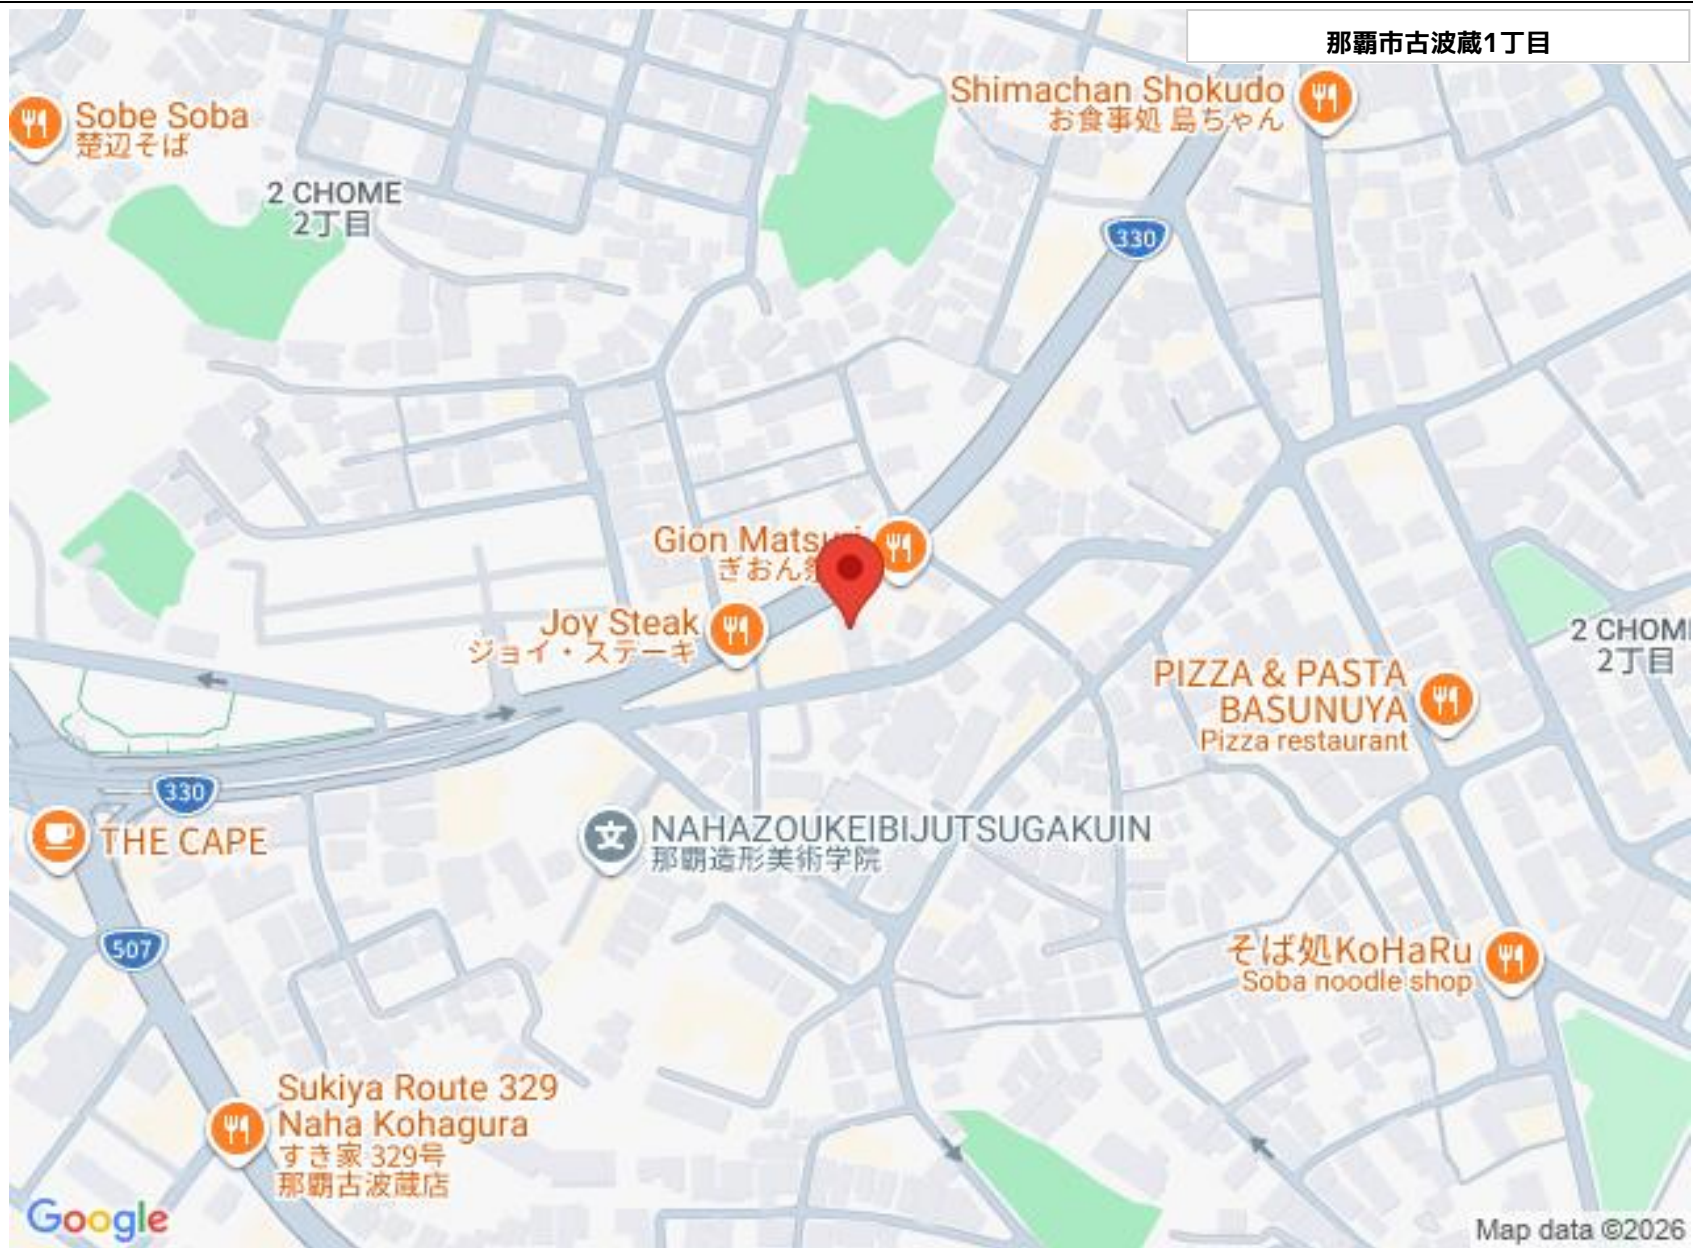 那覇市古波蔵1丁目
Shimachan Shokudo
お食事処 島ちゃん
Sobe Soba
楚辺そば
2 CHOME
2丁目
330
Gion Matsuri
ぎおん祭
Joy Steak
ジョイ・ステーキ
2 CHOM
2丁目
PIZZA & PASTA
BASUNUYA
Pizza restaurant
330
THE CAPE
NAHAZOUKEIBIJUTSUGAKUIN
那覇造形美術学院
507
そば処KoHaRu
Soba noodle shop
Sukiya Route 329
Naha Kohagura
すき家 329号
那覇古波蔵店
Google
Map data ©2026